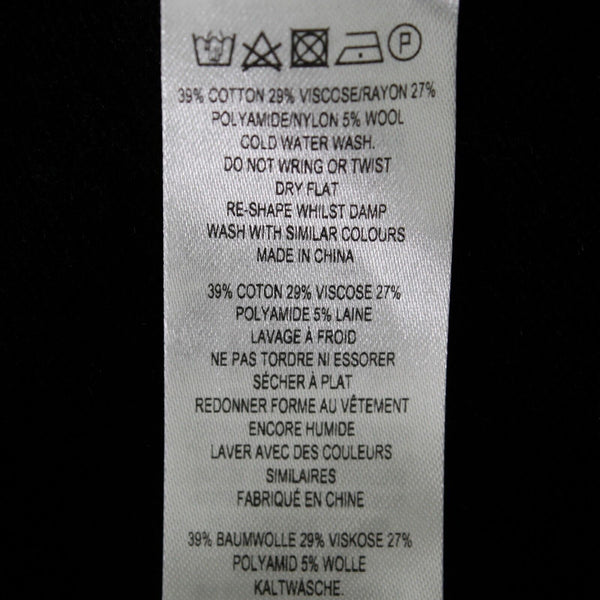 P
39% COTTON 29% VISCOSE/RAYON 27%
POLYAMIDE/NYLON 5% WOOL
COLD WATER WASH.
DO NOT WRING OR TWIST
DRY FLAT
RE-SHAPE WHILST DAMP
WASH WITH SIMILAR COLOURS
MADE IN CHINA
39% COTON 29% VISCOSE 27%
POLYAMIDE 5% LAINE
LAVAGE À FROID
NE PAS TORDRE NI ESSORER
SÉCHER À PLAT
REDONNER FORME AU VÊTEMENT
ENCORE HUMIDE
LAVER AVEC DES COULEURS
SIMILAIRES
FABRIQUÉ EN CHINE
39% BAUMWOLLE 29% VISKOSE 27%
POLYAMID 5% WOLLE
KALTWÄSCHE.